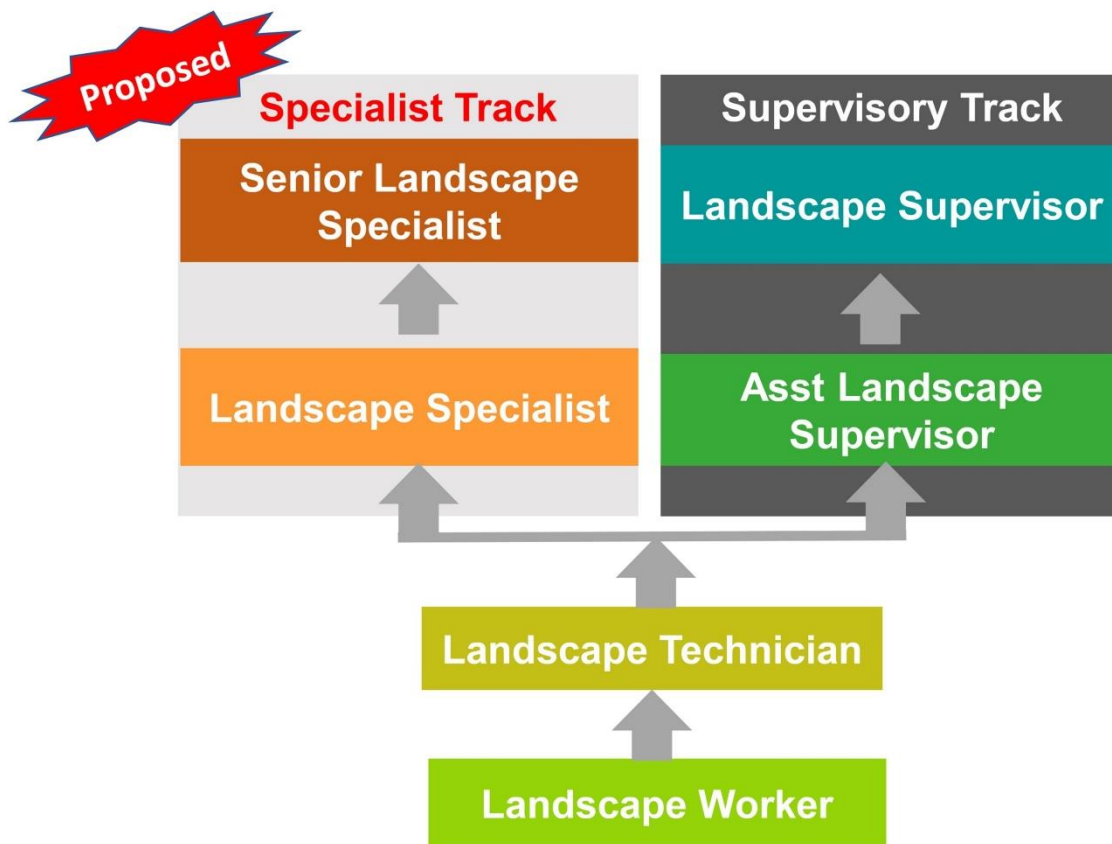 Proposed
Specialist Track
Senior Landscape
Specialist
Landscape Specialist
Supervisory Track
Landscape Supervisor
Asst Landscape
Supervisor
Landscape Technician
Landscape Worker